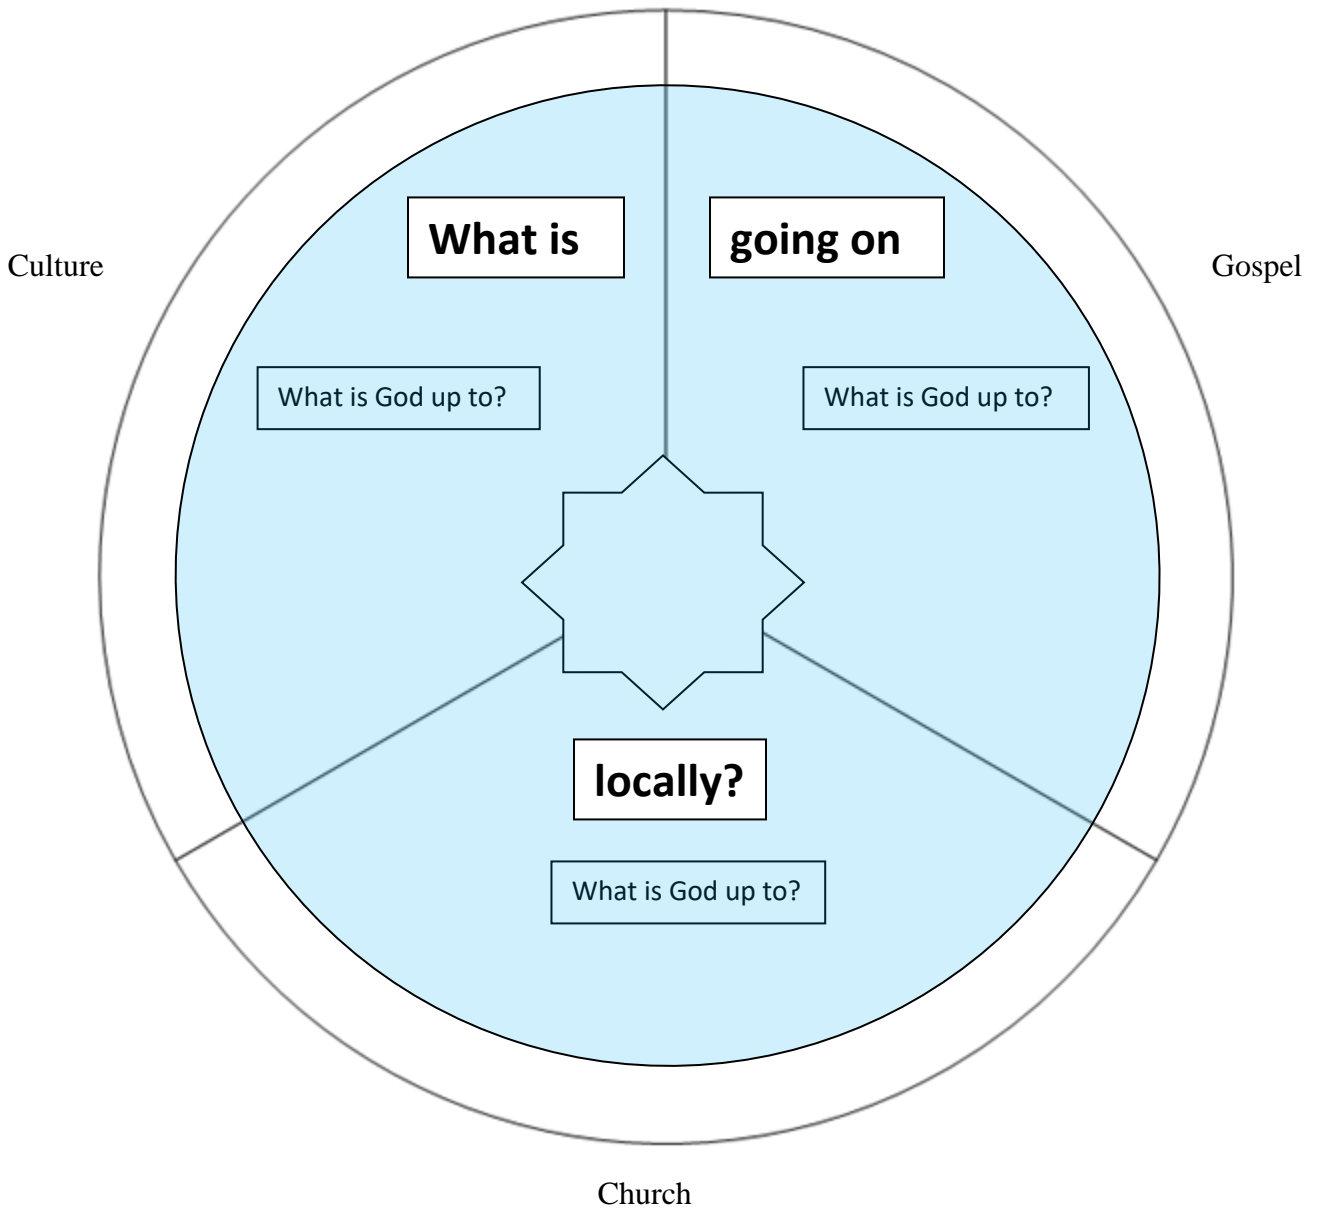 What is
going on
Culture
Gospel
What is God up to?
What is God up to?
locally?
What is God up to?
Church